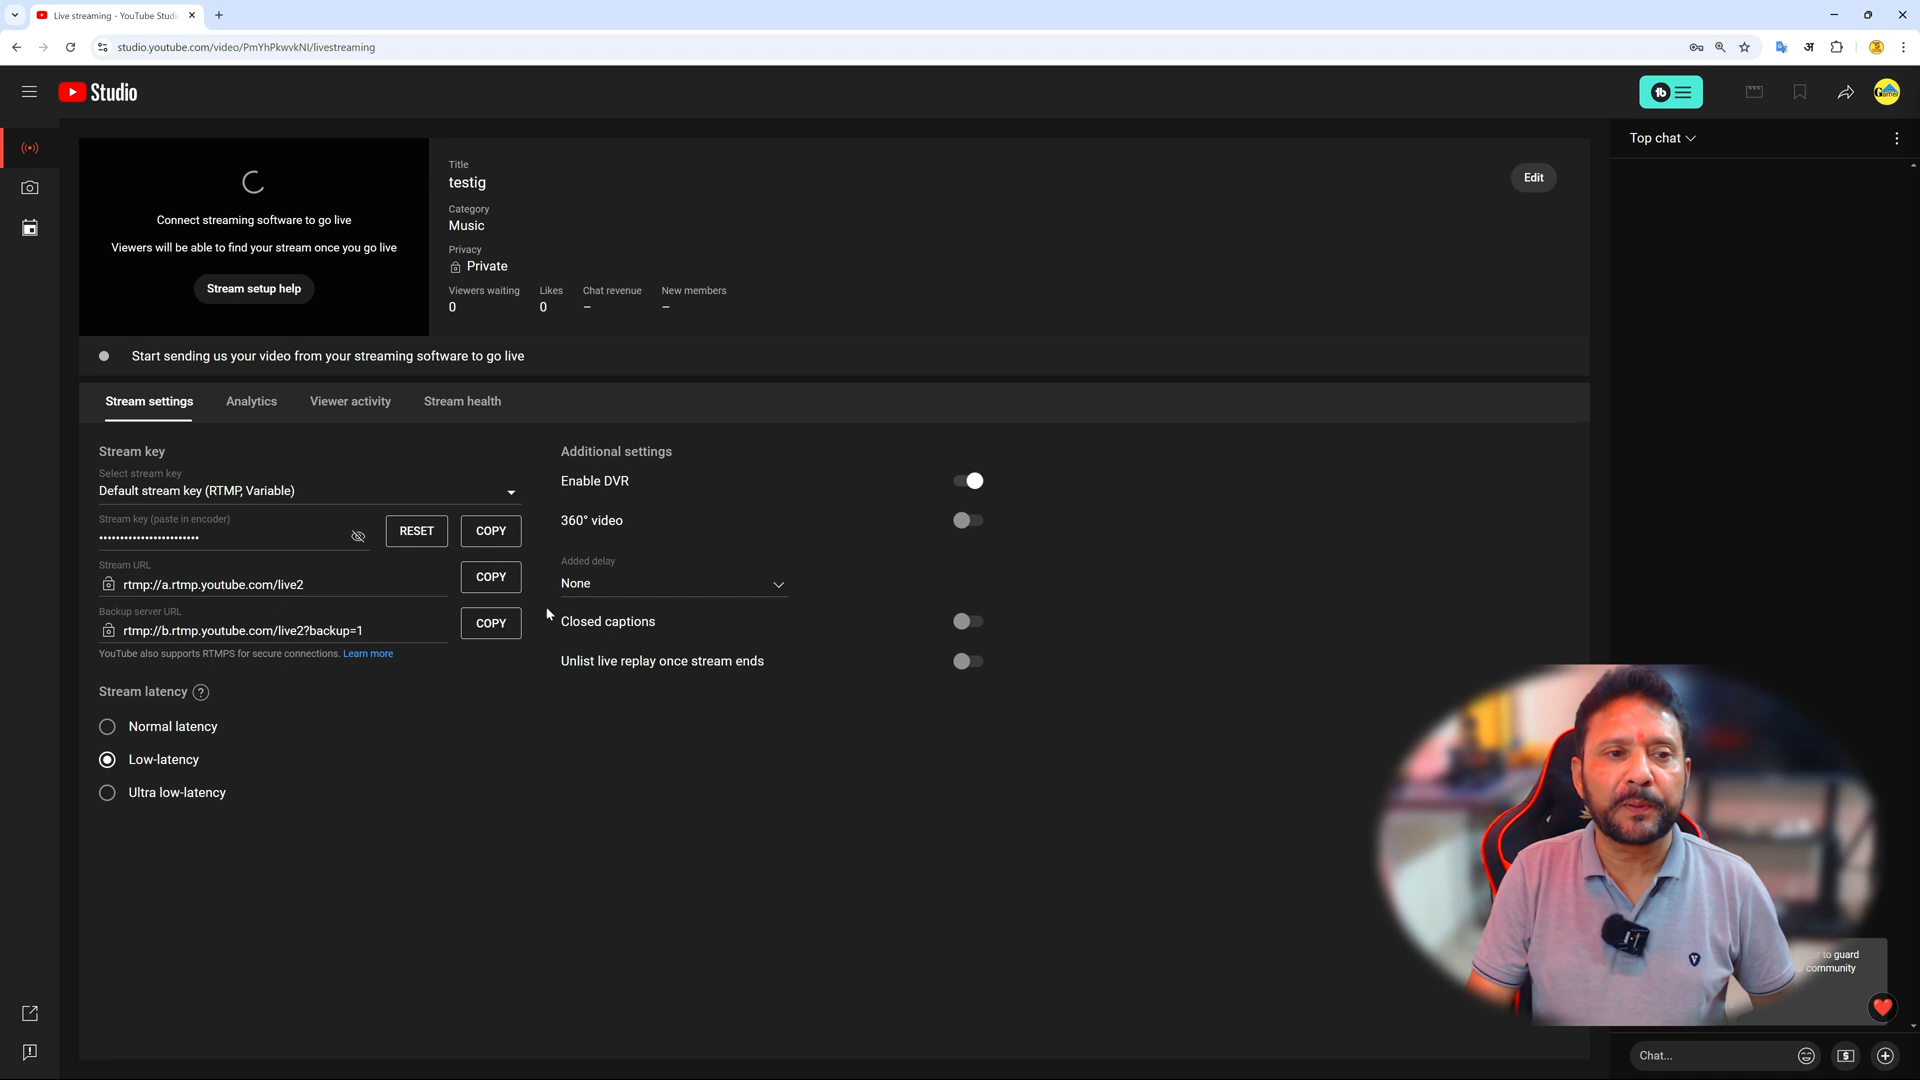 Live streaming - YouTube Studi
studio.youtube.com/video/PmYhPkwvkNI/livestreaming
अ
Studio
tb
Gamer
Top chat
Connect streaming software to go live
Viewers will be able to find your stream once you go live
Stream setup help
Title
testig
Edit
Category
Music
Privacy
Private
Viewers waiting Likes Chat revenue New members
0 0 – –
Start sending us your video from your streaming software to go live
Stream settings Analytics Viewer activity Stream health
Stream key
Select stream key
Default stream key (RTMP, Variable)
Stream key (paste in encoder)
••••••••••••••••••••••••
RESET COPY
Stream URL
rtmp://a.rtmp.youtube.com/live2
COPY
Backup server URL
rtmp://b.rtmp.youtube.com/live2?backup=1
COPY
YouTube also supports RTMPS for secure connections. Learn more
Stream latency ?
Normal latency
Low-latency
Ultra low-latency
Additional settings
Enable DVR
360° video
Added delay
None
Closed captions
Unlist live replay once stream ends
to guard
community
Chat...
$